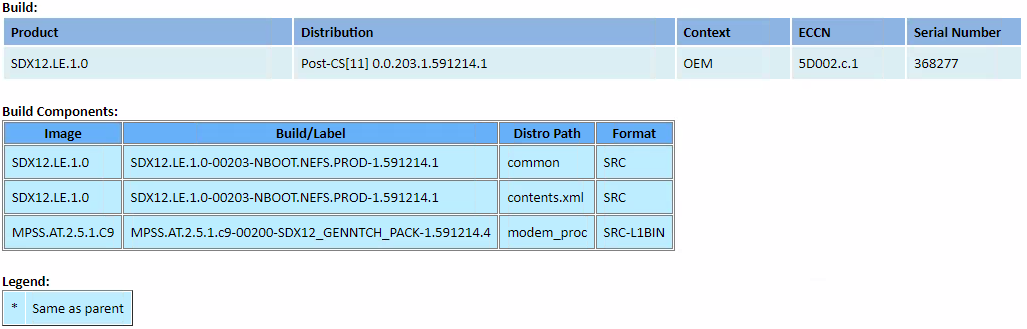 Build:
Product Distribution Context ECCN Serial Number
SDX12.LE.1.0 Post-CS[11] 0.0.203.1.591214.1 OEM 5D002.c.1 368277
Build Components:
Image Build/Label Distro Path Format
SDX12.LE.1.0 SDX12.LE.1.0-00203-NBOOT.NEFS.PROD-1.591214.1 common SRC
SDX12.LE.1.0 SDX12.LE.1.0-00203-NBOOT.NEFS.PROD-1.591214.1 contents.xml SRC
MPSS.AT.2.5.1.C9 MPSS.AT.2.5.1.c9-00200-SDX12_GENNTCH_PACK-1.591214.4 modem_proc SRC-L1BIN
Legend:
* Same as parent